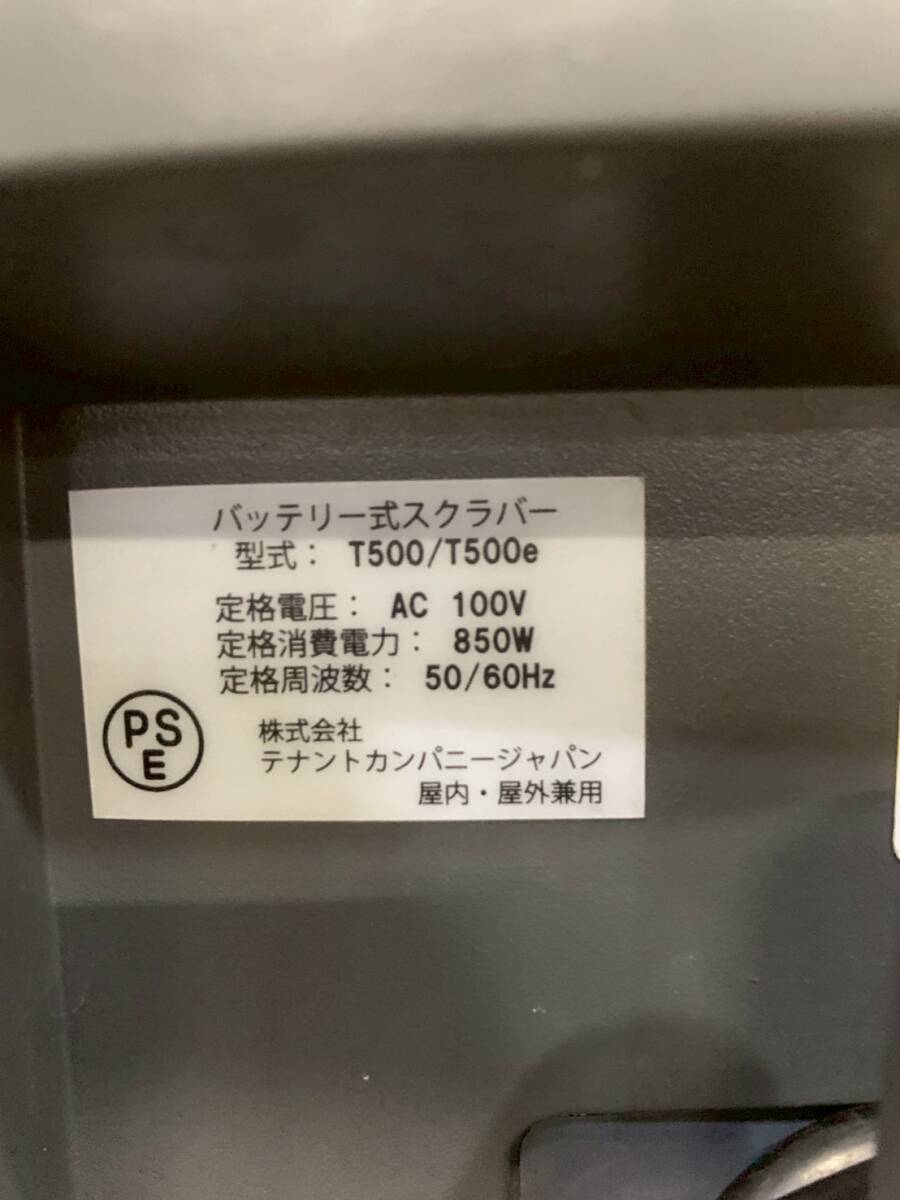 バッテリー式スクラバー
型式： T500/T500e
定格電圧： AC 100V
定格消費電力： 850W
定格周波数： 50/60Hz
PS
E
株式会社
テナントカンパニージャパン
屋内・屋外兼用